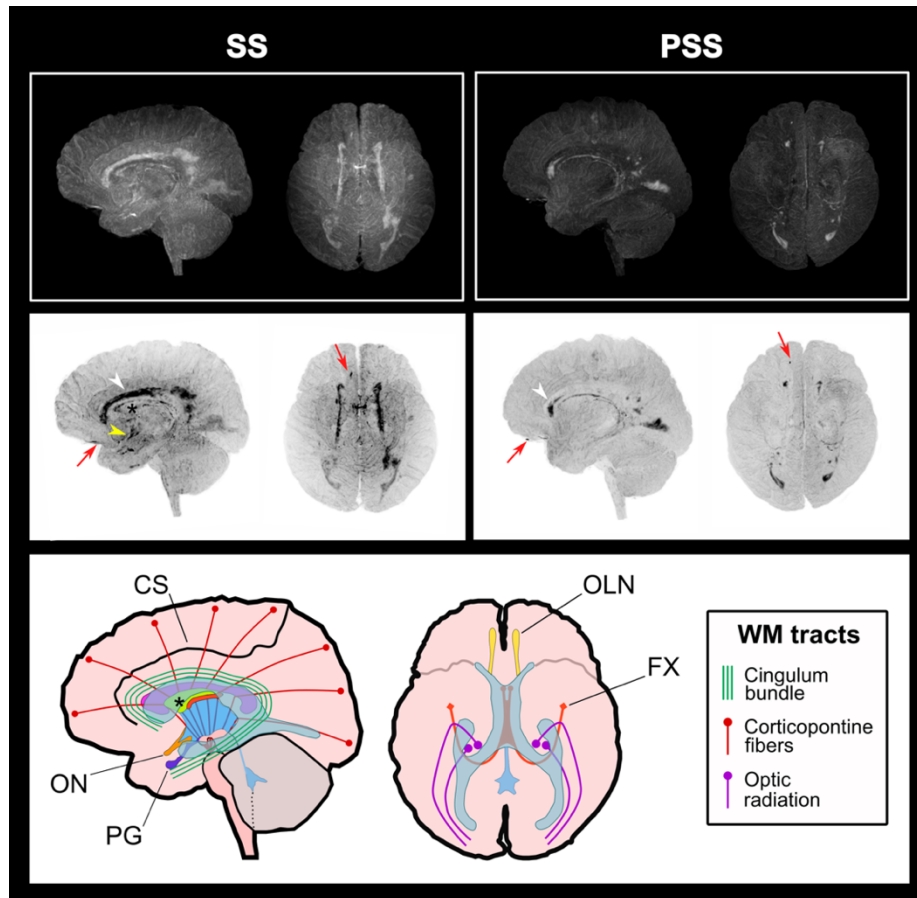 SS
PSS
*
CS
OLN
FX
*
ON
PG
WM tracts
Cingulum
bundle
Corticopontine
fibers
Optic
radiation